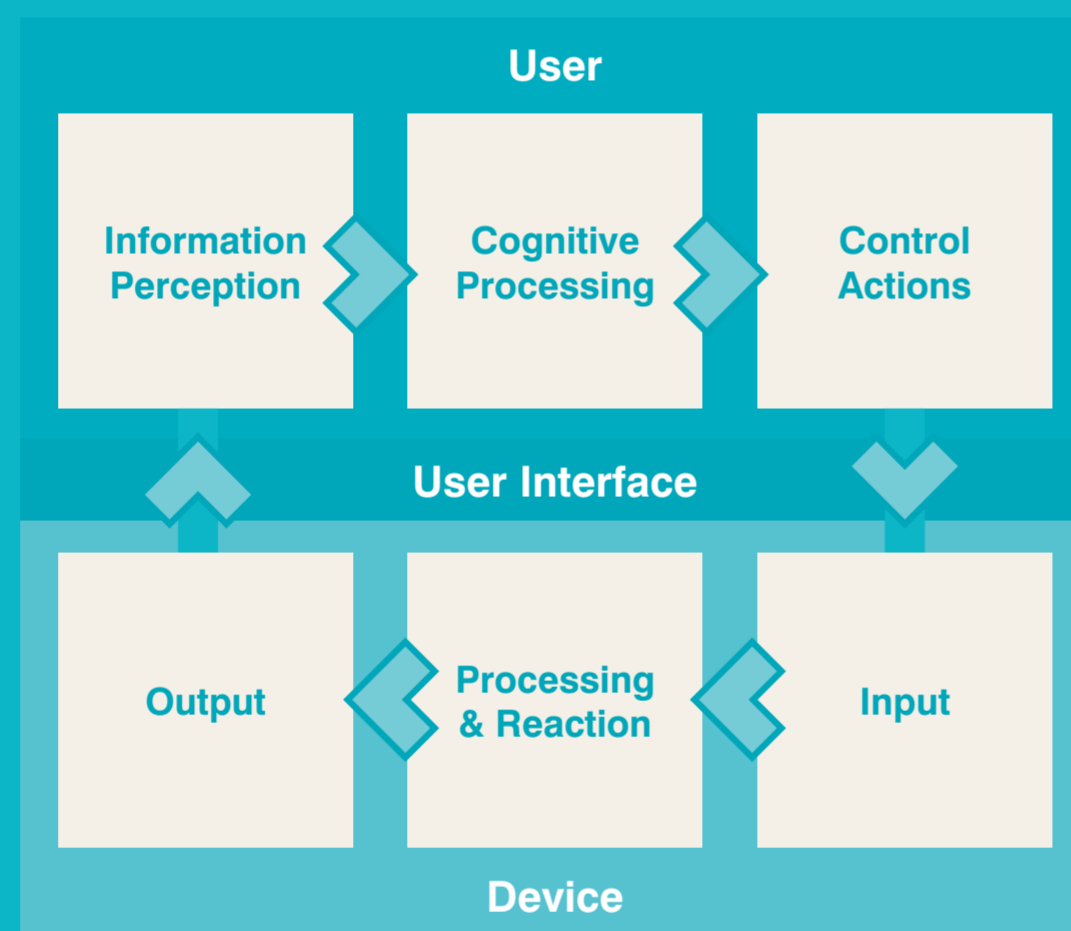 User
Information
Perception
Cognitive
Processing
Control
Actions
User Interface
Output
Processing
& Reaction
Input
Device